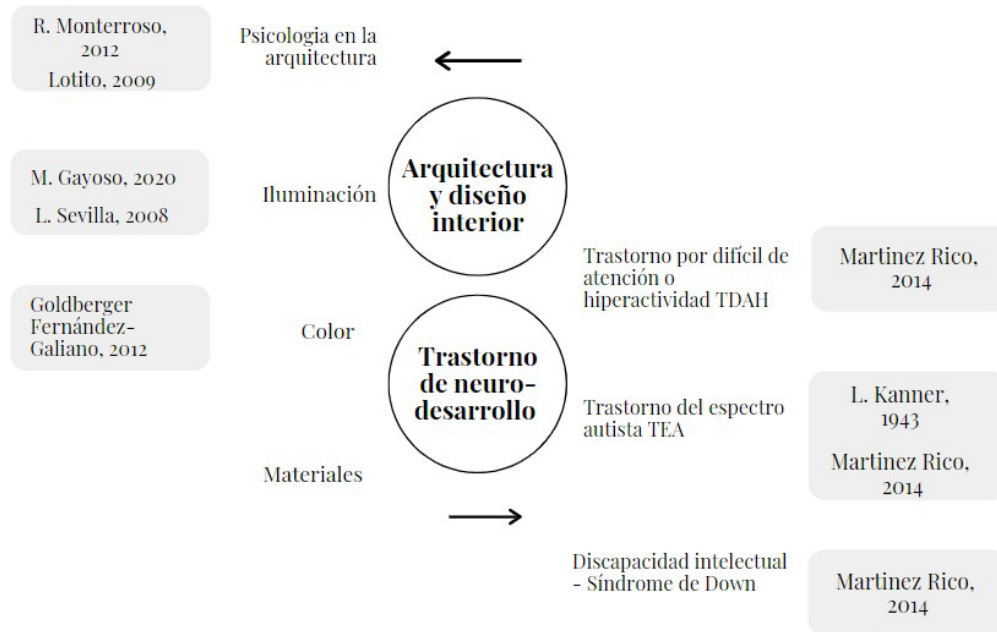 R. Monterroso,
2012
Lotito, 2009
Psicologia en la
arquitectura
M. Gayoso, 2020
L. Sevilla, 2008
Iluminación
Goldberger
Fernández-
Galiano, 2012
Color
Materiales
Arquitectura
y diseño
interior
Trastorno
de neuro-
desarrollo
Trastorno por difícil de
atención o
hiperactividad TDAH
Martinez Rico,
2014
Trastorno del espectro
autista TEA
L. Kanner,
1943
Martinez Rico,
2014
Discapacidad intelectual
- Síndrome de Down
Martinez Rico,
2014